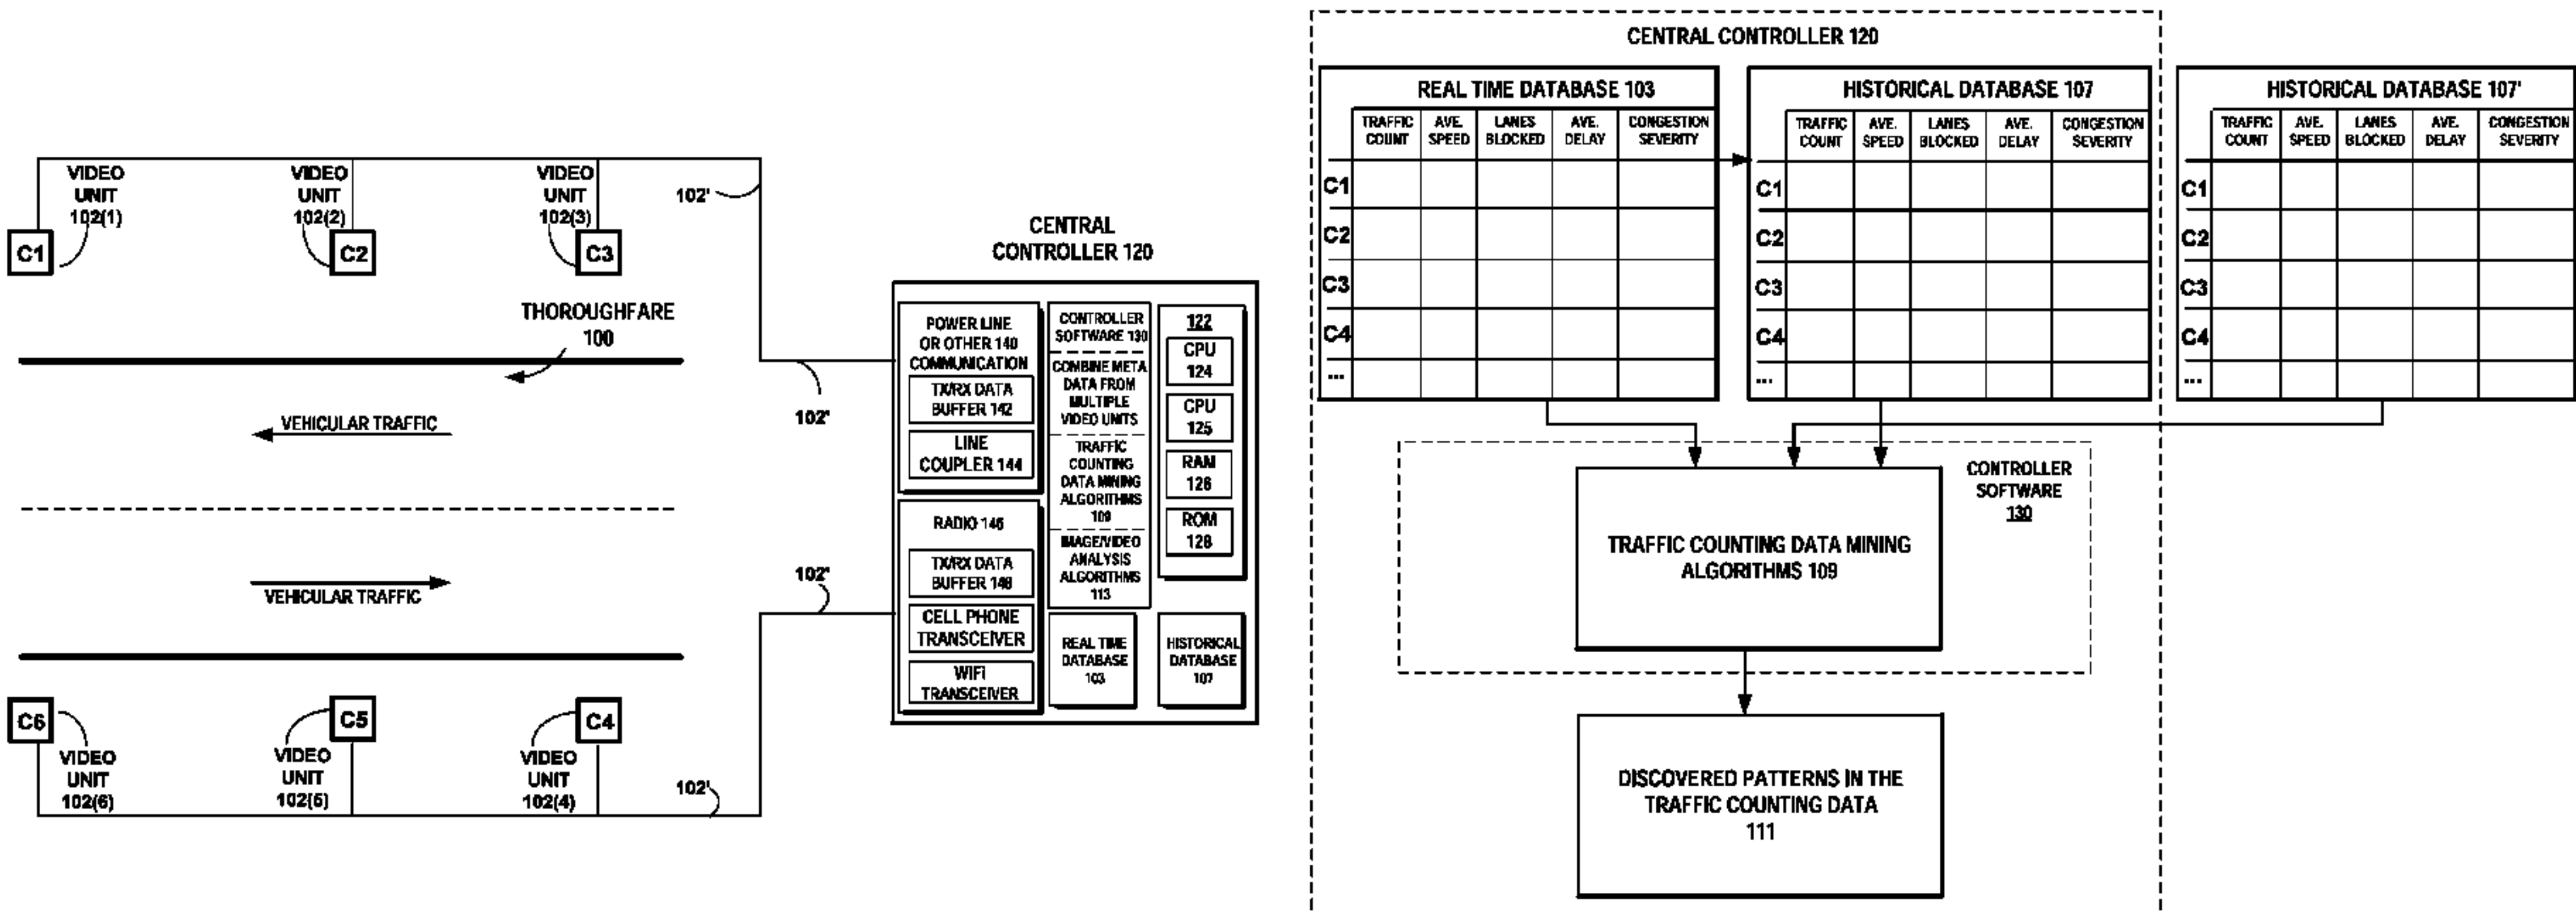 VIDEO
UNIT
102(1)
VIDEO
UNIT
102(2)
VIDEO
UNIT
102(3)
102'
C1
C2
C3
THOROUGHFARE
100
VEHICULAR TRAFFIC
102'
VEHICULAR TRAFFIC
102'
C6
C5
C4
VIDEO
UNIT
102(6)
VIDEO
UNIT
102(5)
VIDEO
UNIT
102(4)
102'
CENTRAL
CONTROLLER 120
POWER LINE
OR OTHER 140
COMMUNICATION
TX/RX DATA
BUFFER 142
LINE
COUPLER 144
RADIO 146
TX/RX DATA
BUFFER 148
CELL PHONE
TRANSCEIVER
WIFI
TRANSCEIVER
CONTROLLER
SOFTWARE 130
COMBINE META
DATA FROM
MULTIPLE
VIDEO UNITS
TRAFFIC
COUNTING
DATA MINING
ALGORITHMS
109
IMAGE/VIDEO
ANALYSIS
ALGORITHMS
113
REAL TIME
DATABASE
103
122
CPU
124
CPU
125
RAM
126
ROM
128
HISTORICAL
DATABASE
107
CENTRAL CONTROLLER 120
REAL TIME DATABASE 103
TRAFFIC COUNT
AVE. SPEED
LANES BLOCKED
AVE. DELAY
CONGESTION SEVERITY
C1
C2
C3
C4
...
HISTORICAL DATABASE 107
TRAFFIC COUNT
AVE. SPEED
LANES BLOCKED
AVE. DELAY
CONGESTION SEVERITY
C1
C2
C3
C4
...
HISTORICAL DATABASE 107'
TRAFFIC COUNT
AVE. SPEED
LANES BLOCKED
AVE. DELAY
CONGESTION SEVERITY
C1
C2
C3
C4
...
CONTROLLER
SOFTWARE
130
TRAFFIC COUNTING DATA MINING
ALGORITHMS 109
DISCOVERED PATTERNS IN THE
TRAFFIC COUNTING DATA
111